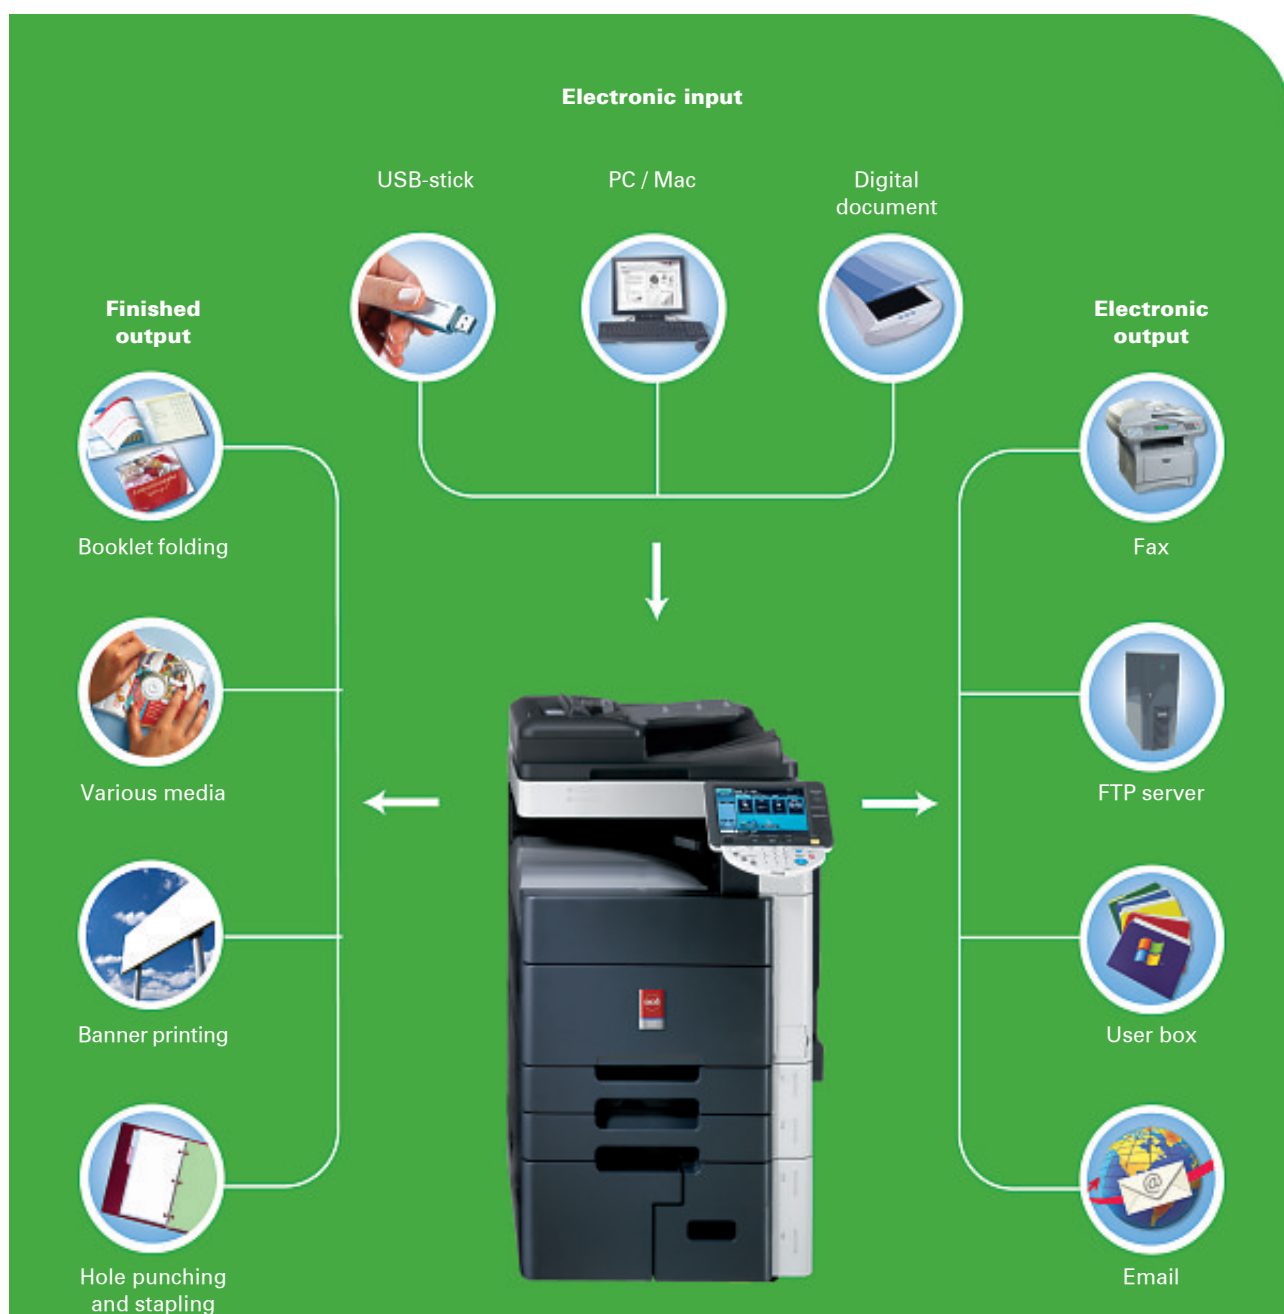 Electronic input
USB-stick
PC / Mac
Digital
document
Finished
output
Electronic
output
Booklet folding
Fax
Various media
FTP server
Banner printing
User box
Hole punching
and stapling
Email
océ
@